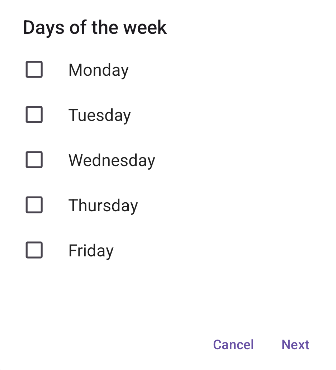 Days of the week
Monday
Tuesday
Wednesday
Thursday
Friday
Cancel Next